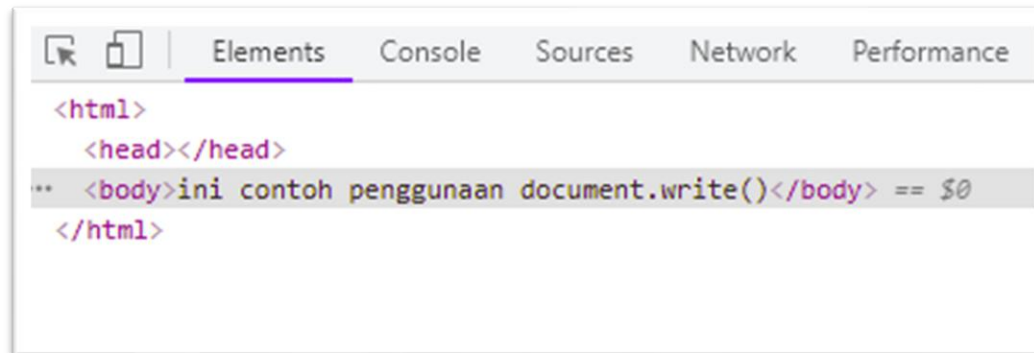 Elements Console Sources Network Performance
<html>
<head></head>
··· <body>ini contoh penggunaan document.write()</body> == $0
</html>